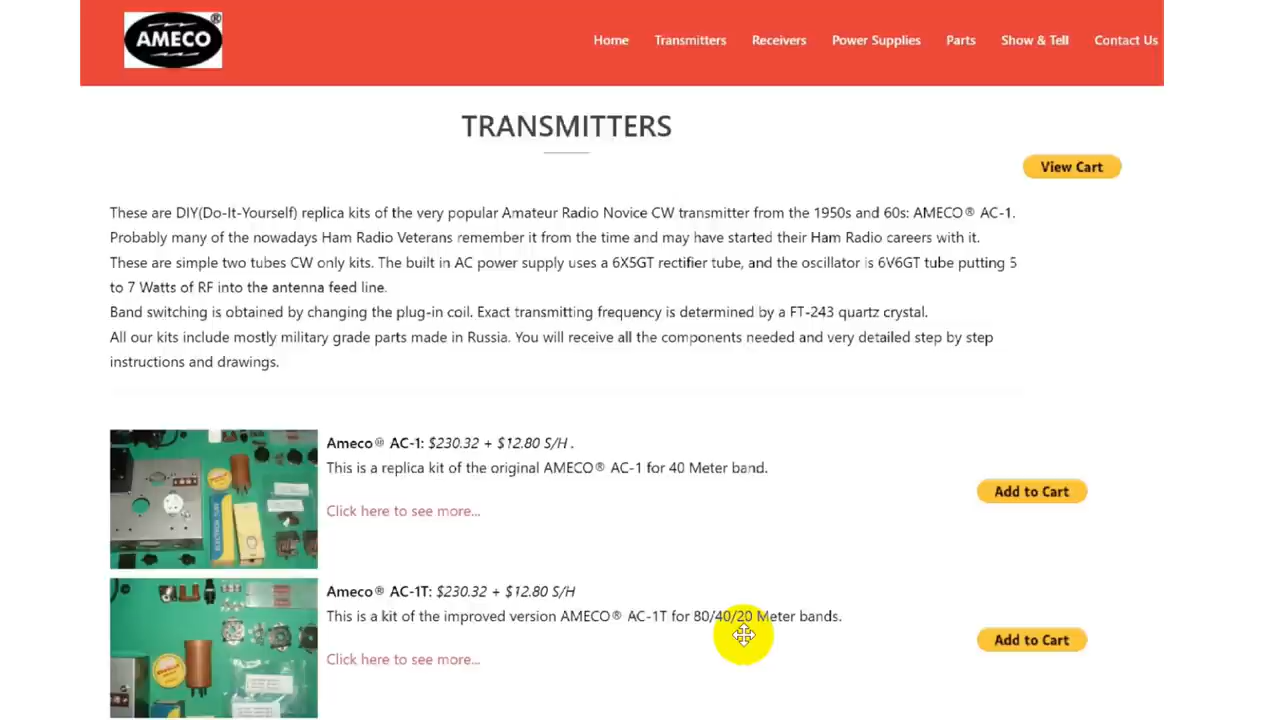 AMECO®
Home Transmitters Receivers Power Supplies Parts Show & Tell Contact Us
TRANSMITTERS
View Cart
These are DIY(Do-It-Yourself) replica kits of the very popular Amateur Radio Novice CW transmitter from the 1950s and 60s: AMECO® AC-1.
Probably many of the nowadays Ham Radio Veterans remember it from the time and may have started their Ham Radio careers with it.
These are simple two tubes CW only kits. The built in AC power supply uses a 6X5GT rectifier tube, and the oscillator is 6V6GT tube putting 5
to 7 Watts of RF into the antenna feed line.
Band switching is obtained by changing the plug-in coil. Exact transmitting frequency is determined by a FT-243 quartz crystal.
All our kits include mostly military grade parts made in Russia. You will receive all the components needed and very detailed step by step
instructions and drawings.
Ameco® AC-1: $230.32 + $12.80 S/H .
This is a replica kit of the original AMECO® AC-1 for 40 Meter band.
Add to Cart
Click here to see more...
ELECTRON TUBE
Ameco® AC-1T: $230.32 + $12.80 S/H
This is a kit of the improved version AMECO® AC-1T for 80/40/20 Meter bands.
Add to Cart
Click here to see more...